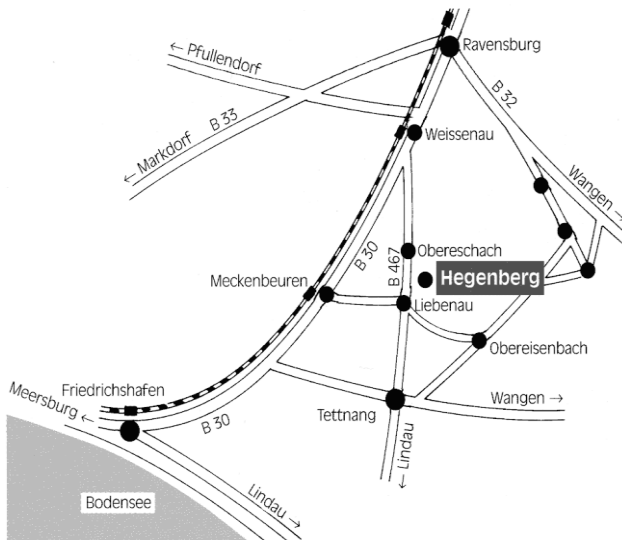 Ravensburg
← Pfullendorf
B 32
B 33
← Markdorf
Weissenau
Wangen →
Obereschach
B 30
B 467
Hegenberg
Meckenbeuren
Liebenau
Obereisenbach
Friedrichshafen
Meersburg ←
Wangen →
Tettnang
B 30
← Lindau
Lindau →
Bodensee